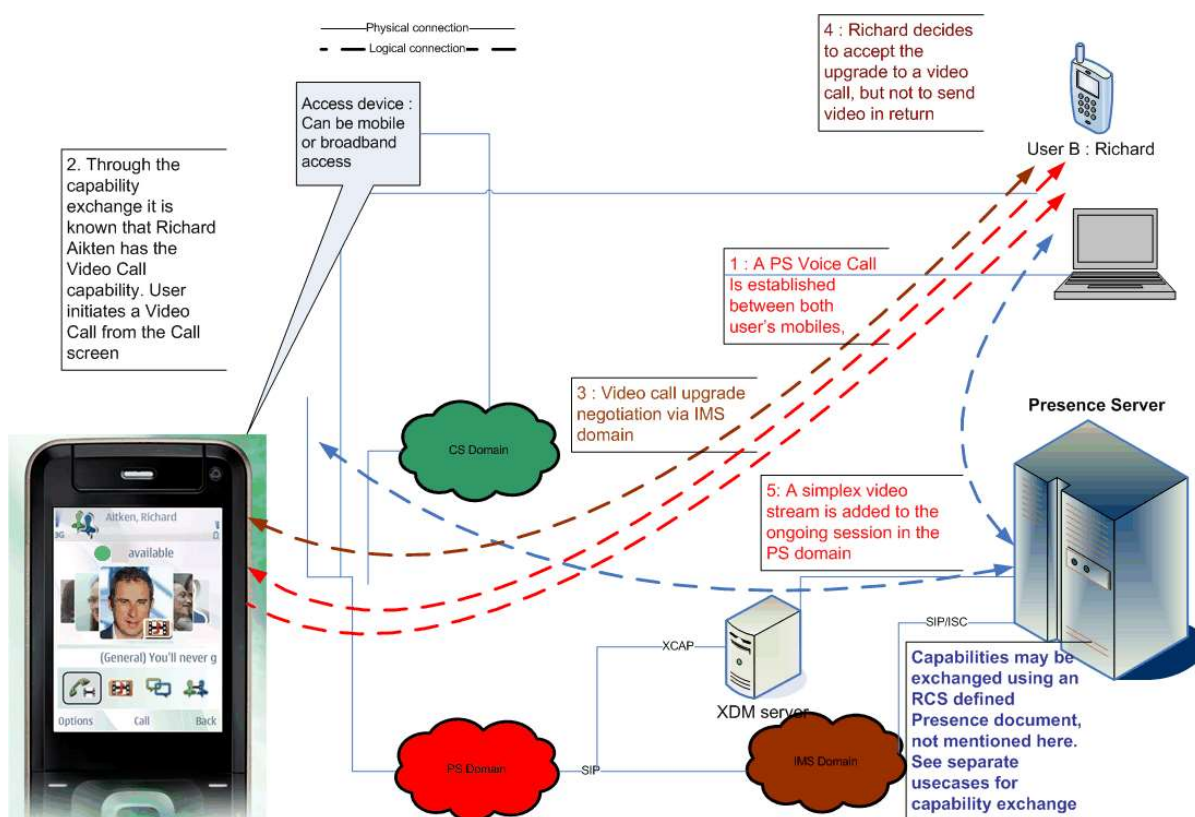 Physical connection
Logical connection
4 : Richard decides
to accept the
upgrade to a video
call, but not to send
video in return
Access device :
Can be mobile
or broadband
access
User B : Richard
2. Through the
capability
exchange it is
known that Richard
Aikten has the
Video Call
capability. User
initiates a Video
Call from the Call
screen
1 : A PS Voice Call
Is established
between both
user's mobiles,
3 : Video call upgrade
negotiation via IMS
domain
Presence Server
CS Domain
5: A simplex video
stream is added to the
ongoing session in the
PS domain
3G
Aitken, Richard
available
(General) You'll never g
Options Call Back
SIP/ISC
XCAP
XDM server
Capabilities may be
exchanged using an
RCS defined
Presence document,
not mentioned here.
See separate
usecases for
capability exchange
PS Domain
SIP
IMS Domain